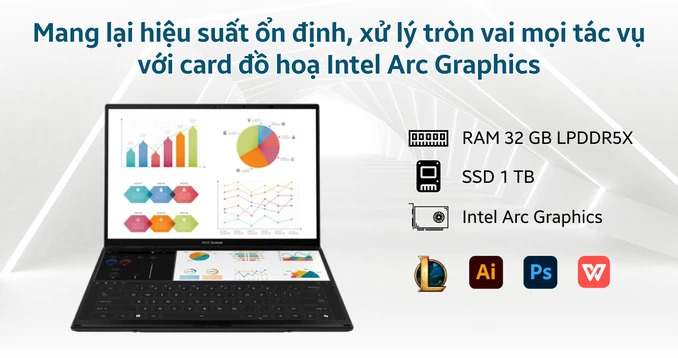 Mang lại hiệu suất ổn định, xử lý tròn vai mọi tác vụ
với card đồ hoạ Intel Arc Graphics
RAM 32 GB LPDDR5X
SSD 1 TB
Intel Arc Graphics
L Ai Ps W